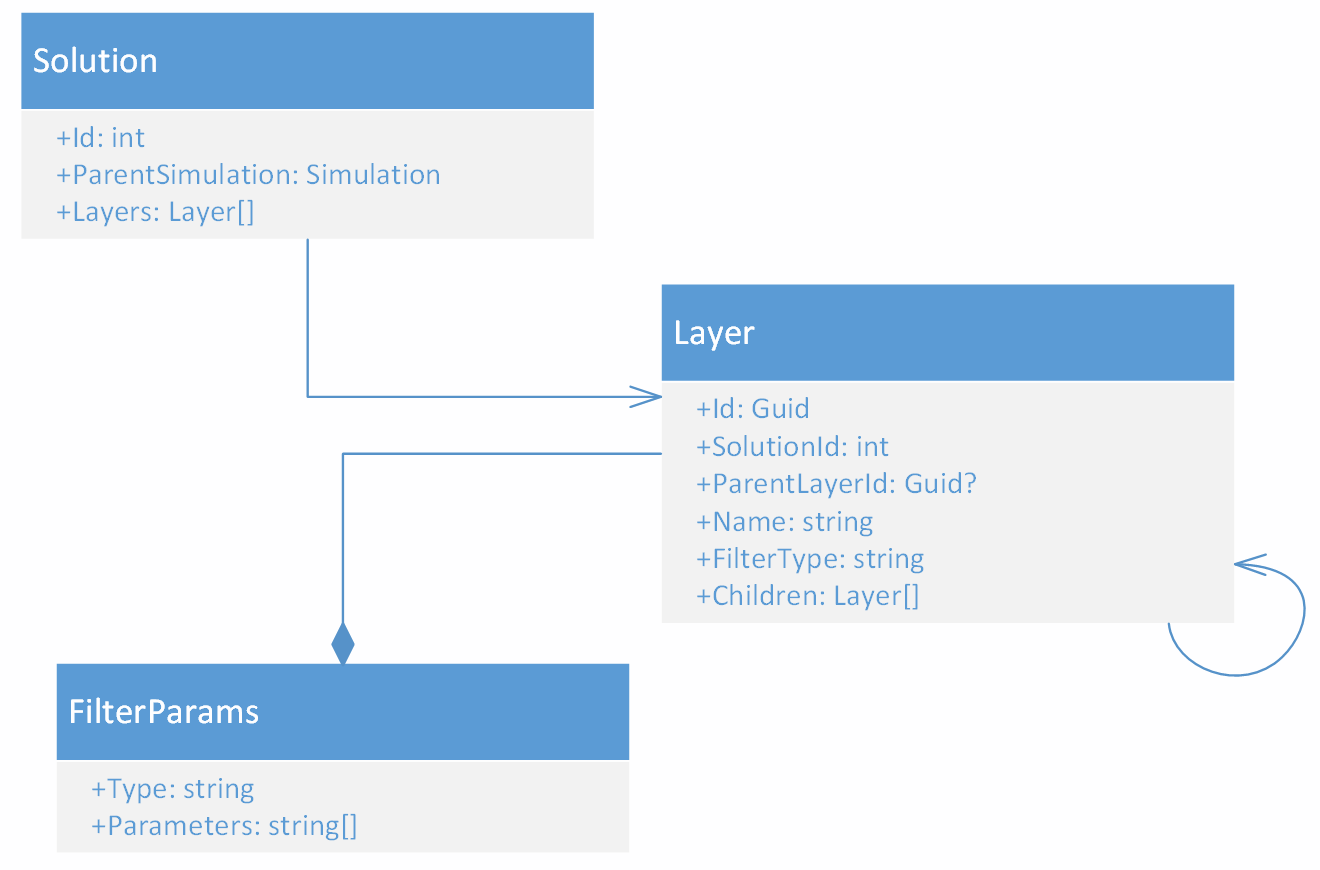 Solution
+Id: int
+ParentSimulation: Simulation
+Layers: Layer[]
Layer
+Id: Guid
+SolutionId: int
+ParentLayerId: Guid?
+Name: string
+FilterType: string
+Children: Layer[]
FilterParams
+Type: string
+Parameters: string[]